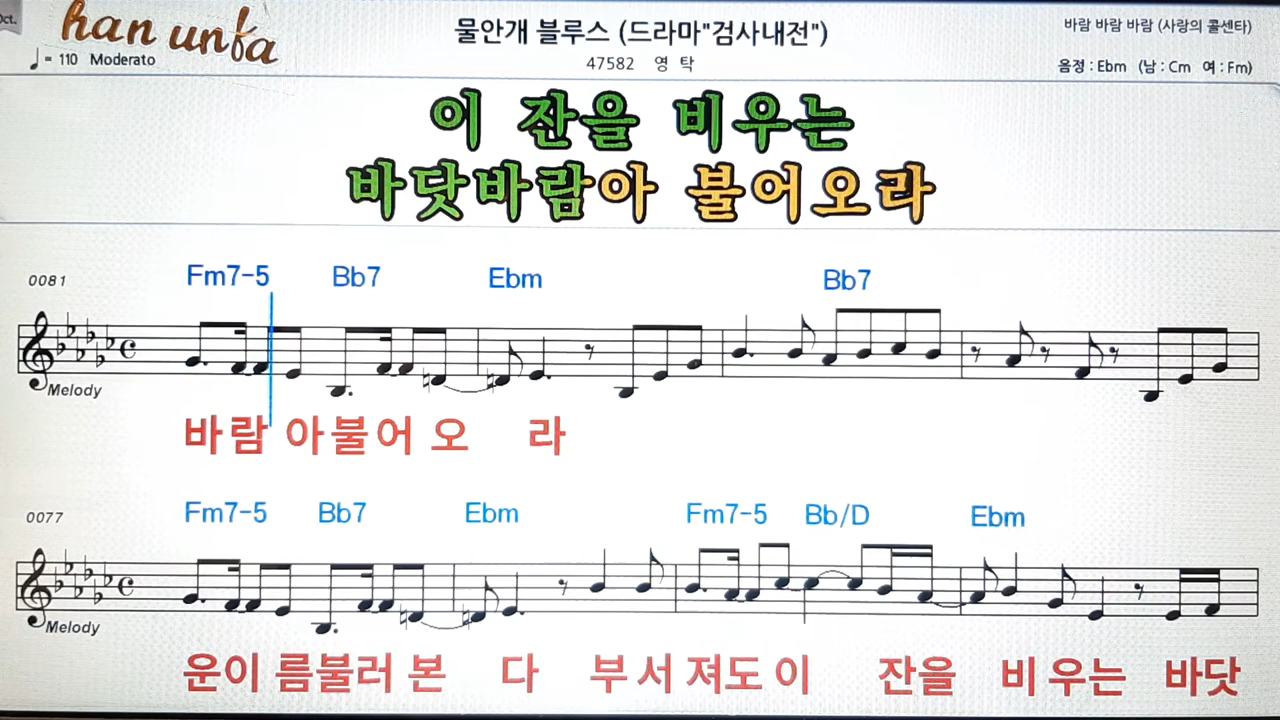 Oct.
han unfa
♩= 110 Moderato
물안개 블루스 (드라마"검사내전")
47582 영 탁
바람 바람 바람 (사랑의 콜센타)
음정 : Ebm (남 : Cm 여 : Fm)
이 잔을 비우는
바닷바람아 불어오라
0081
Fm7-5 Bb7 Ebm Bb7
Melody
바람 아불어 오 라
0077
Fm7-5 Bb7 Ebm Fm7-5 Bb/D Ebm
Melody
운이 름불러 본 다 부서 져도 이 잔을 비우는 바닷